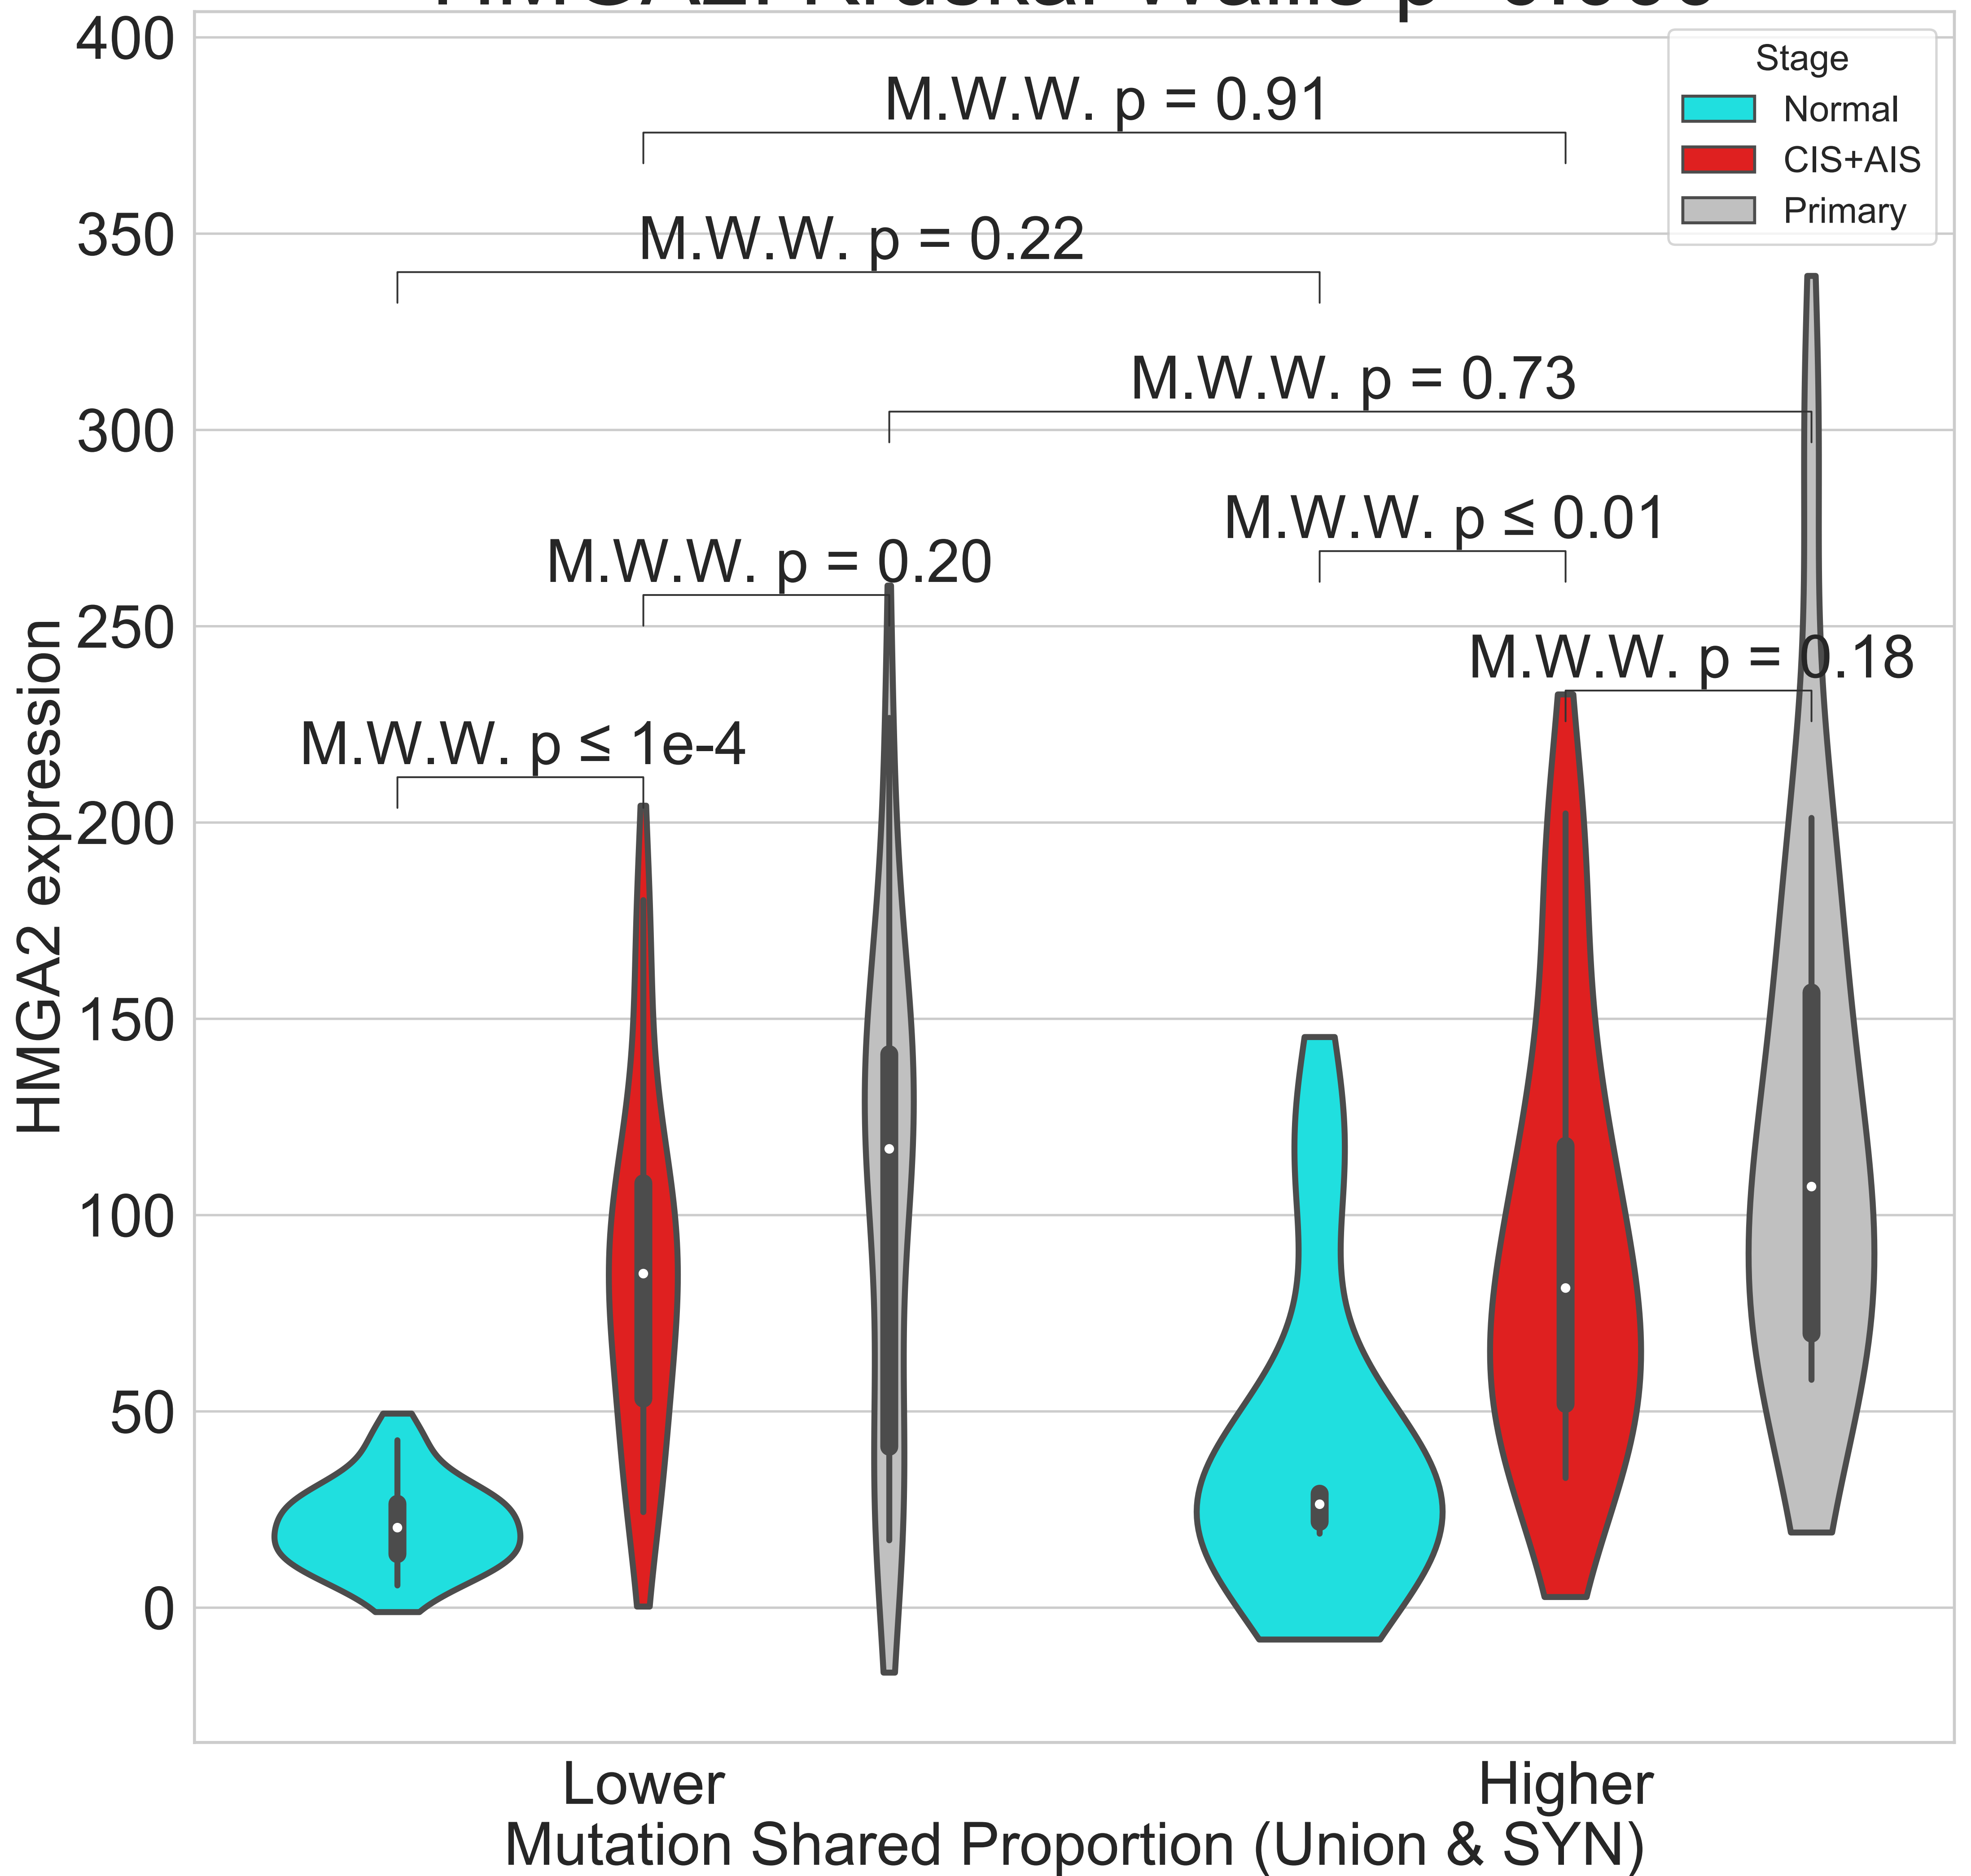 400
350
300
250
200
150
100
50
0
HMGA2 expression
Stage
Normal
CIS+AIS
Primary
M.W.W. p = 0.91
M.W.W. p = 0.22
M.W.W. p = 0.73
M.W.W. p ≤ 0.01
M.W.W. p = 0.20
M.W.W. p = 0.18
M.W.W. p ≤ 1e-4
Lower
Higher
Mutation Shared Proportion (Union & SYN)